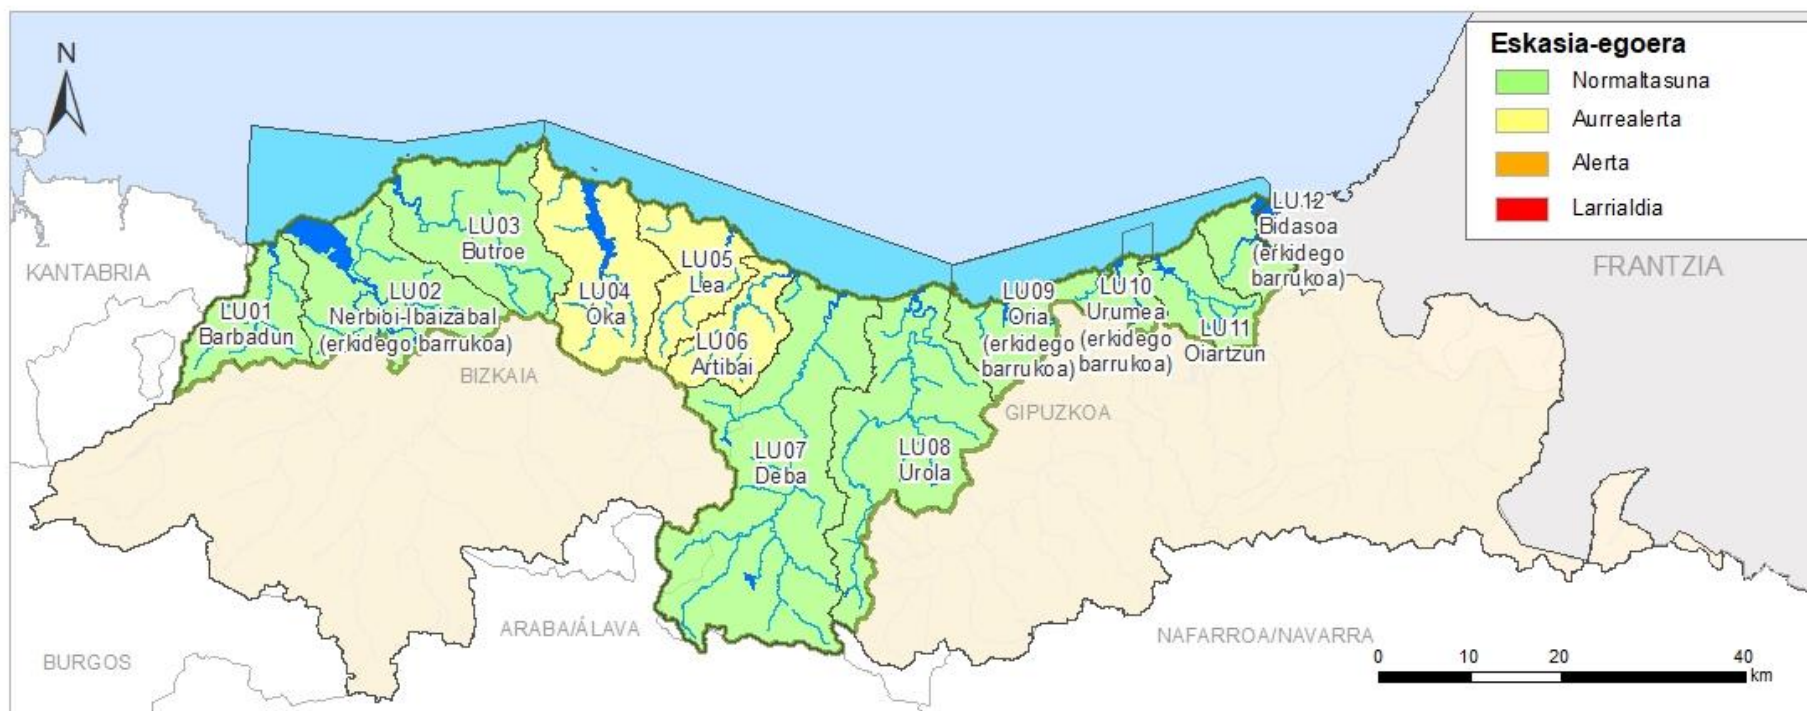 N
Eskasia-egoera
Normaltasuna
Aurrealerta
Alerta
Larrialdia
KANTABRIA
FRANTZIA
LU01
Barbadun
LU02
Nerbioi-Ibaizabal
(erkidego barrukoa)
LU03
Butroe
LU04
Oka
LU05
Lea
LU06
Artibai
LU07
Deba
LU08
Urola
LU09
Oria
(erkidego
barrukoa)
LU10
Urumea
(erkidego
barrukoa)
LU11
Oiartzun
LU12
Bidasoa
(erkidego
barrukoa)
BIZKAIA
GIPUZKOA
ARABA/ÁLAVA
NAFARROA/NAVARRA
BURGOS
0 10 20 40
km